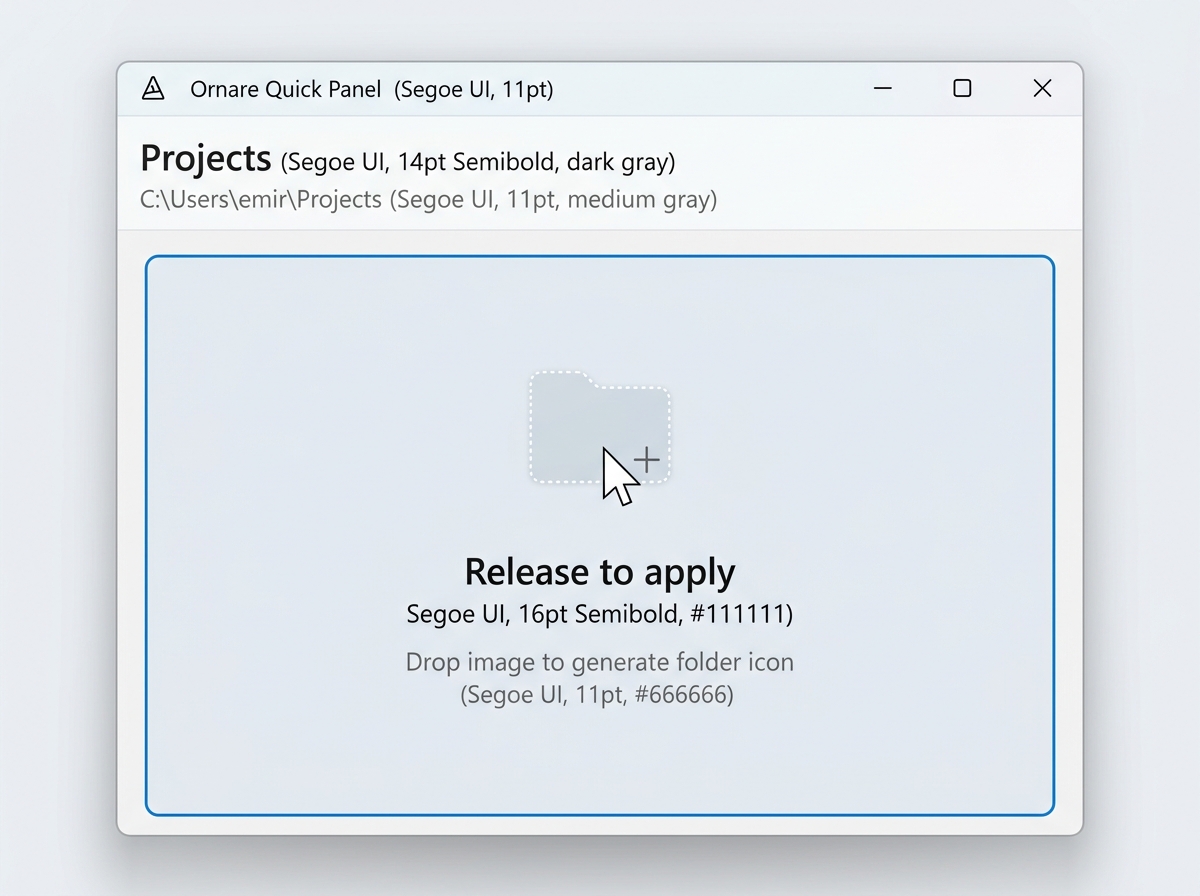 Ornare Quick Panel (Segoe UI, 11pt)
Projects (Segoe UI, 14pt Semibold, dark gray)
C:\Users\emir\Projects (Segoe UI, 11pt, medium gray)
Release to apply
Segoe UI, 16pt Semibold, #111111)
Drop image to generate folder icon
(Segoe UI, 11pt, #666666)